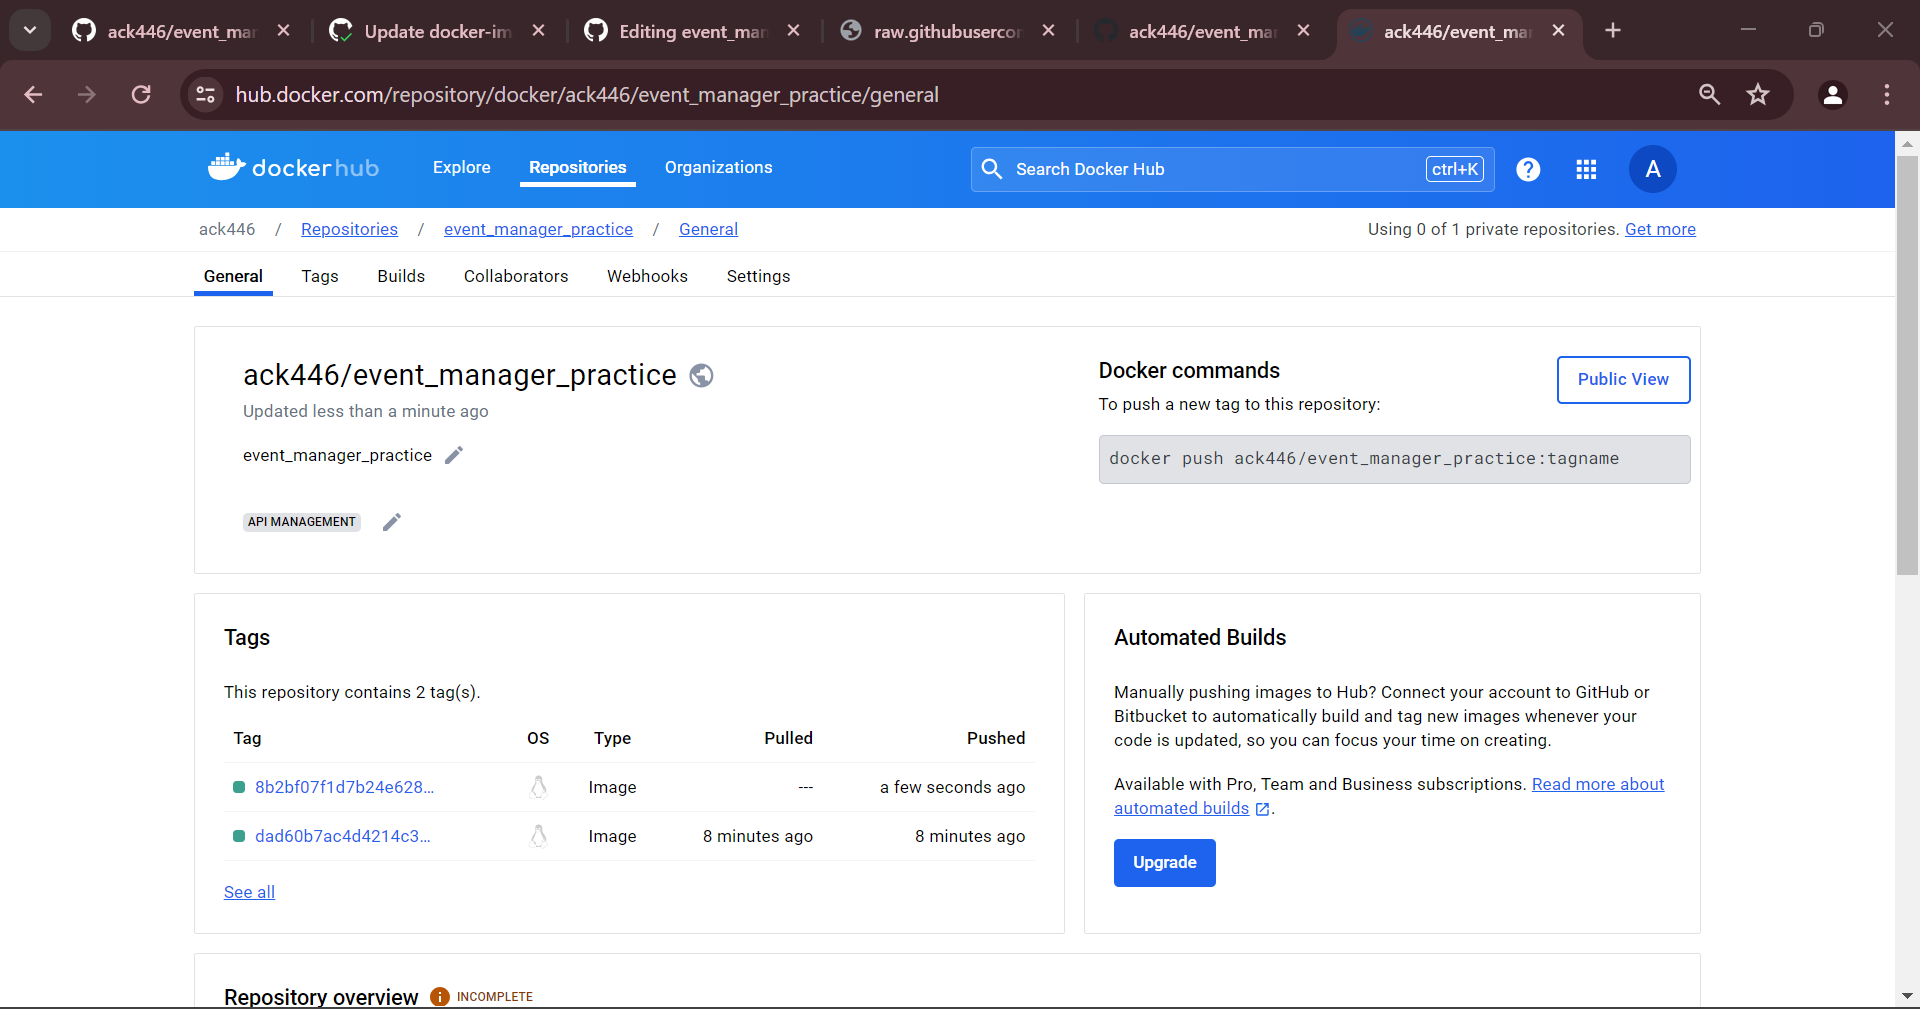 ack446/event_mar
Update docker-im
Editing event_man
raw.githubusercor
ack446/event_mar
ack446/event_mar
hub.docker.com/repository/docker/ack446/event_manager_practice/general
dockerhub
Explore
Repositories
Organizations
Search Docker Hub
ctrl+K
?
A
ack446 / Repositories / event_manager_practice / General
Using 0 of 1 private repositories. Get more
General
Tags
Builds
Collaborators
Webhooks
Settings
ack446/event_manager_practice
Updated less than a minute ago
event_manager_practice
API MANAGEMENT
Docker commands
Public View
To push a new tag to this repository:
docker push ack446/event_manager_practice:tagname
Tags
This repository contains 2 tag(s).
Tag OS Type Pulled Pushed
8b2bf07f1d7b24e628... Image --- a few seconds ago
dad60b7ac4d4214c3... Image 8 minutes ago 8 minutes ago
See all
Automated Builds
Manually pushing images to Hub? Connect your account to GitHub or
Bitbucket to automatically build and tag new images whenever your
code is updated, so you can focus your time on creating.
Available with Pro, Team and Business subscriptions. Read more about
automated builds.
Upgrade
Repository overview
INCOMPLETE